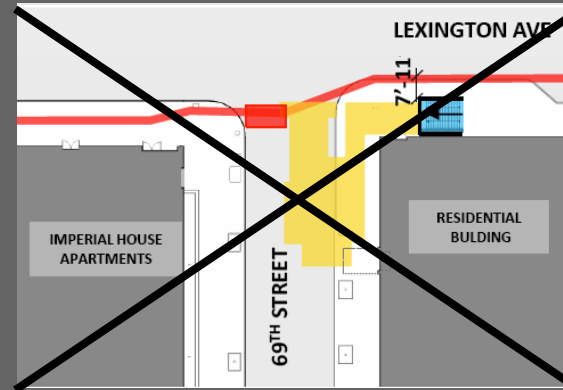 LEXINGTON AVE
7'-11
IMPERIAL HOUSE
APARTMENTS
69TH STREET
RESIDENTIAL
BULDING